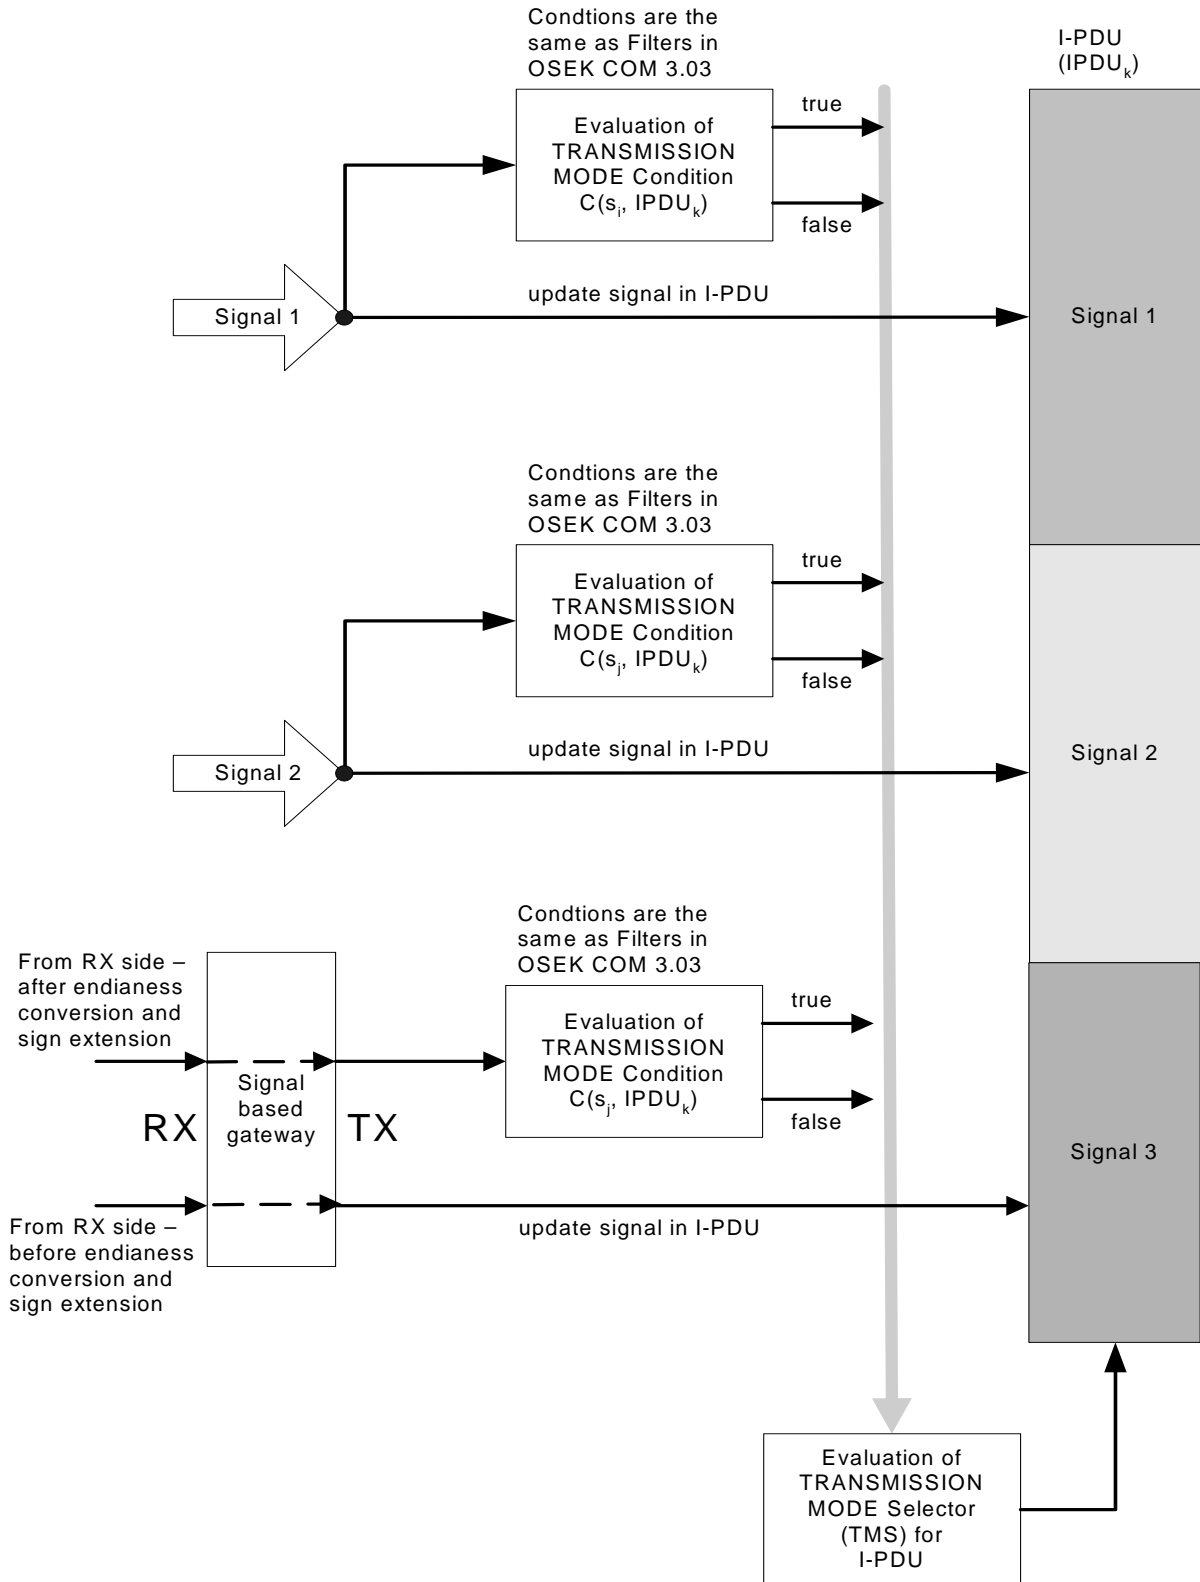 Condtions are the
same as Filters in
OSEK COM 3.03
I-PDU
(IPDUk)
Evaluation of
TRANSMISSION
MODE Condition
C(si, IPDUk)
true
false
Signal 1
update signal in I-PDU
Signal 1
Condtions are the
same as Filters in
OSEK COM 3.03
Evaluation of
TRANSMISSION
MODE Condition
C(sj, IPDUk)
true
false
Signal 2
update signal in I-PDU
Signal 2
Condtions are the
same as Filters in
OSEK COM 3.03
From RX side –
after endianess
conversion and
sign extension
Evaluation of
TRANSMISSION
MODE Condition
C(sj, IPDUk)
true
false
RX
Signal
based
gateway
TX
Signal 3
From RX side –
before endianess
conversion and
sign extension
update signal in I-PDU
Evaluation of
TRANSMISSION
MODE Selector
(TMS) for
I-PDU